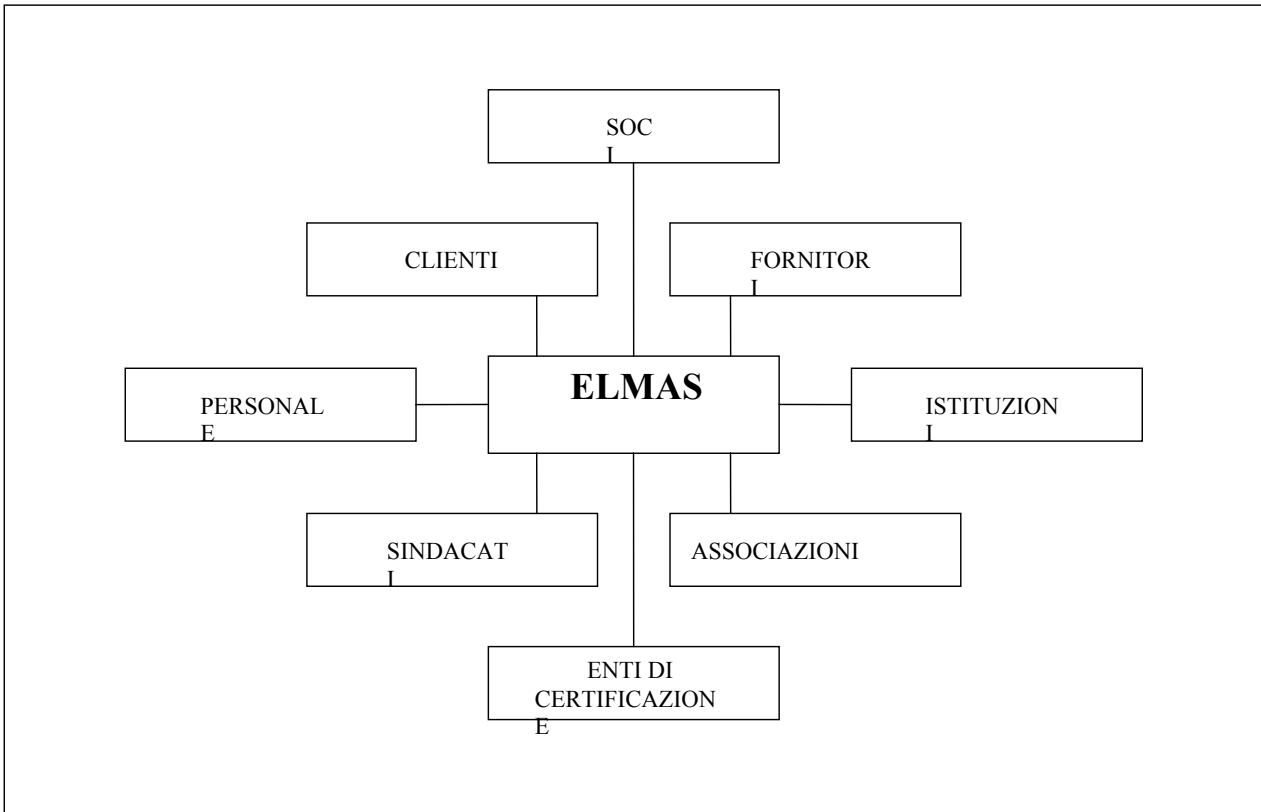 SOC
I
CLIENTI
FORNITOR
I
ELMAS
PERSONAL
E
ISTITUZION
I
SINDACAT
I
ASSOCIAZIONI
ENTI DI
CERTIFICAZION
E